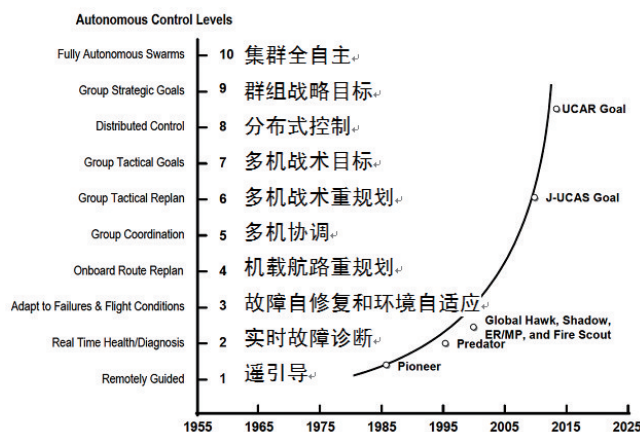 Autonomous Control Levels
Fully Autonomous Swarms 10 集群全自主
Group Strategic Goals 9 群组战略目标
Distributed Control 8 分布式控制
Group Tactical Goals 7 多机战术目标
Group Tactical Replan 6 多机战术重规划
Group Coordination 5 多机协调
Onboard Route Replan 4 机载航路重规划
Adapt to Failures & Flight Conditions 3 故障自修复和环境自适应
Real Time Health/Diagnosis 2 实时故障诊断
Remotely Guided 1 遥引导
UCAR Goal
J-UCAS Goal
Global Hawk, Shadow,
ER/MP, and Fire Scout
Predator
Pioneer
1955 1965 1975 1985 1995 2005 2015 2025